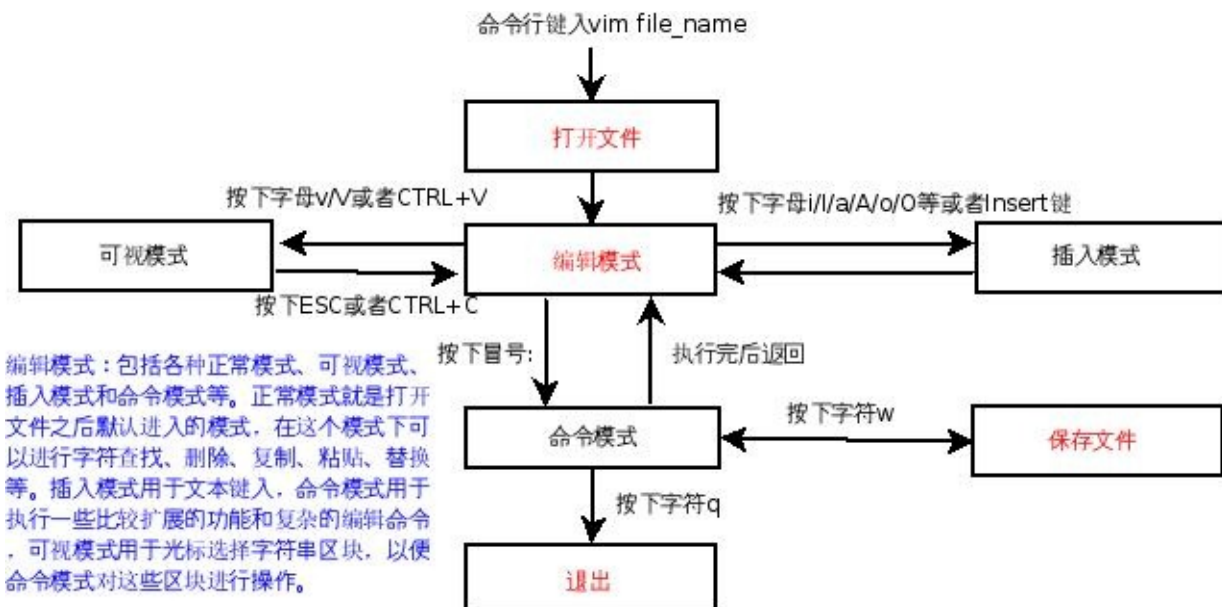 命令行键入vim file_name
打开文件
按下字母v/V或者CTRL+V
按下字母i/I/a/A/o/O等或者Insert键
可视模式
编辑模式
插入模式
按下ESC或者CTRL+C
按下冒号:
执行完后返回
编辑模式：包括各种正常模式、可视模式、
插入模式和命令模式等。正常模式就是打开
文件之后默认进入的模式，在这个模式下可
以进行字符查找、删除、复制、粘贴、替换
等。插入模式用于文本键入，命令模式用于
执行一些比较扩展的功能和复杂的编辑命令
，可视模式用于光标选择字符串区块，以便
命令模式对这些区块进行操作。
命令模式
按下字符w
保存文件
按下字符q
退出